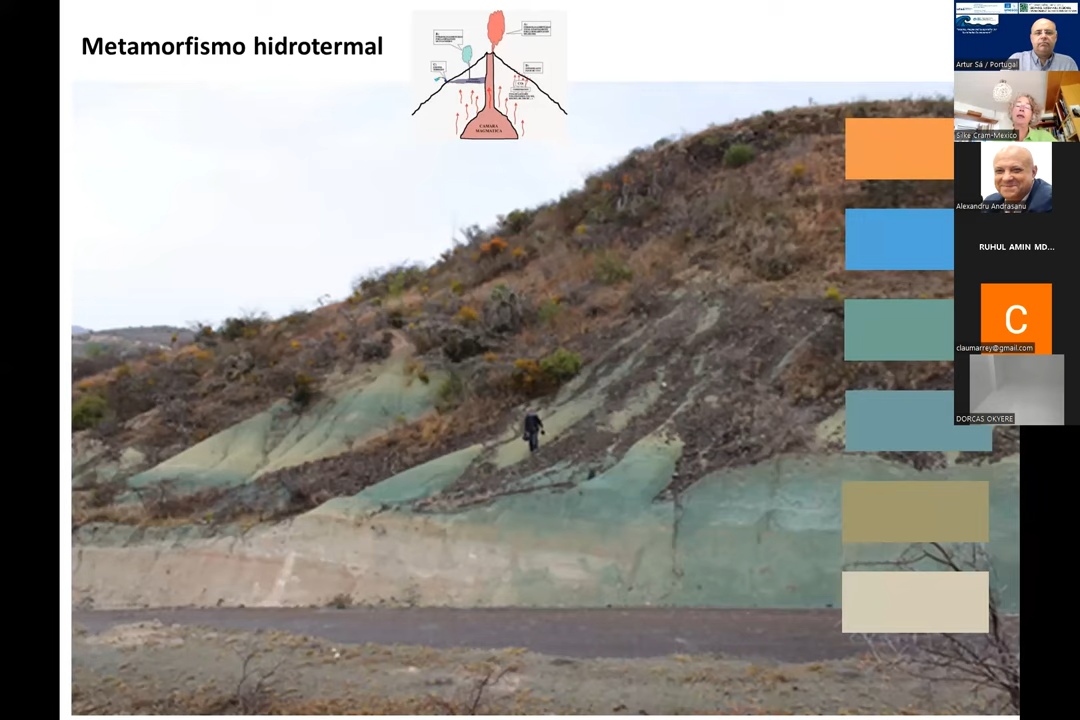 Metamorfismo hidrotermal
CAMARA
MAGMATICA
Artur Sá / Portugal
Silke Cram-Mexico
Alexandru Andrasanu
RUHUL AMIN MD...
C
claumarrey@gmail.com
DORCAS OKYERE